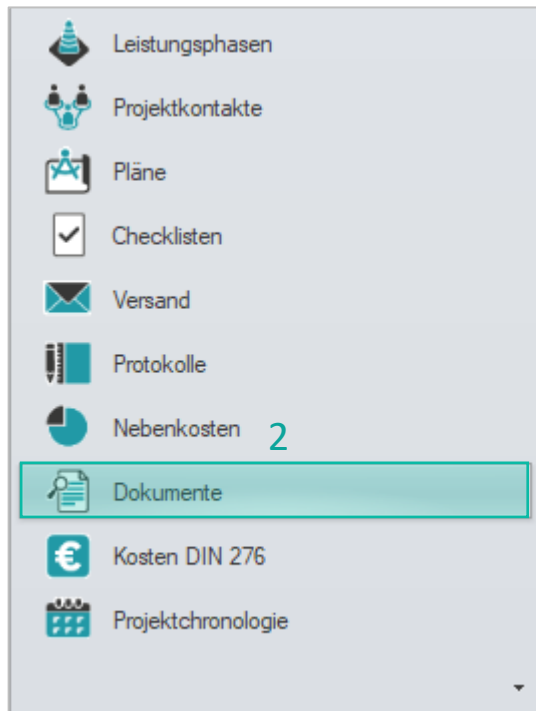 Leistungsphasen
Projektkontakte
Pläne
Checklisten
Versand
Protokolle
Nebenkosten
2
Dokumente
€
Kosten DIN 276
Projektchronologie